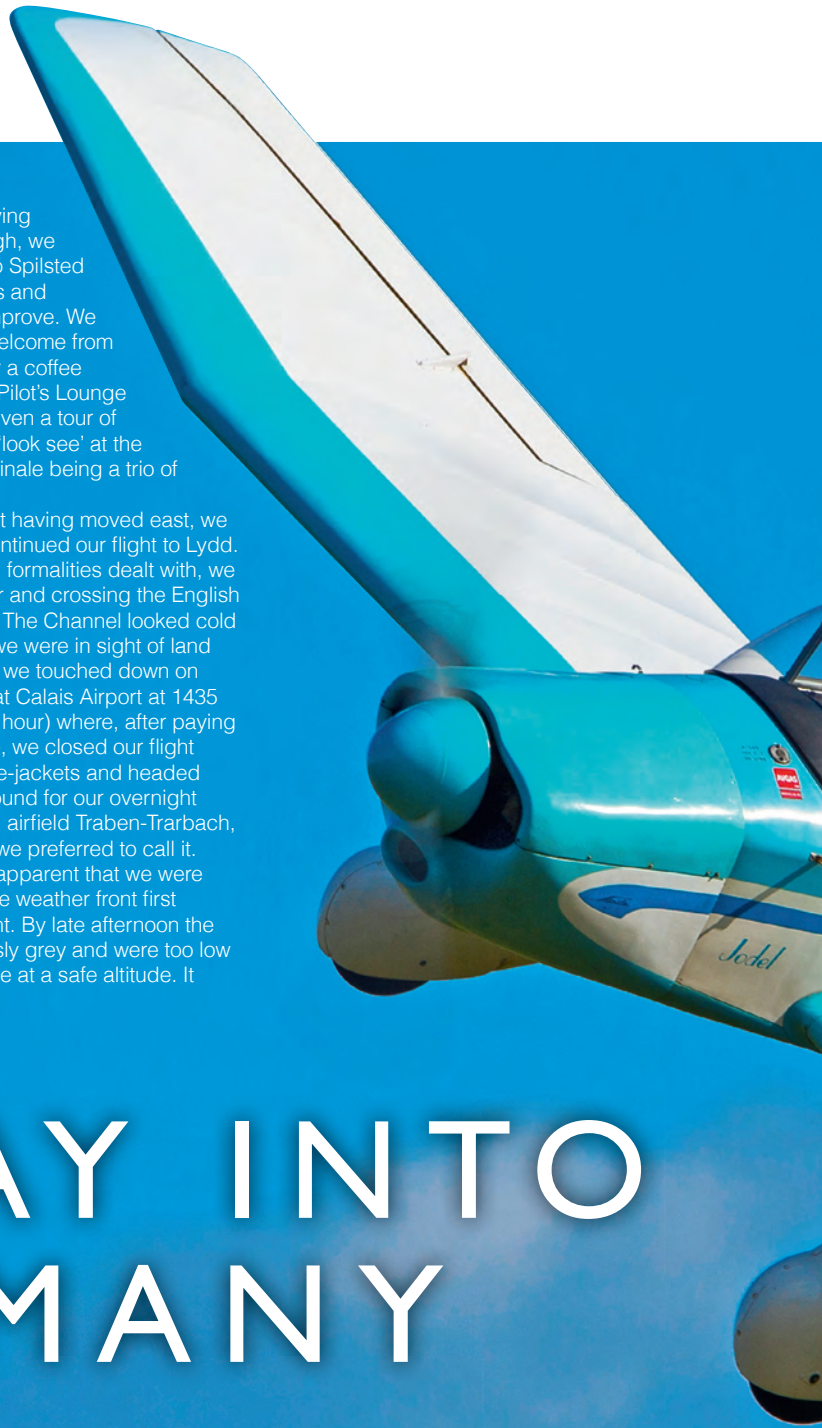 ving
gh, we
o Spilsted
s and
prove. We
elcome from
a coffee
Pilot's Lounge
iven a tour of
'look see' at the
inale being a trio of
t having moved east, we
ntinued our flight to Lydd.
formalities dealt with, we
r and crossing the English
The Channel looked cold
we were in sight of land
we touched down on
at Calais Airport at 1435
hour) where, after paying
, we closed our flight
e-jackets and headed
ound for our overnight
airfield Traben-Trarbach,
we preferred to call it.
apparent that we were
e weather front first
nt. By late afternoon the
sly grey and were too low
e at a safe altitude. It
AVGAS
Jodel
AY INTO
MANY